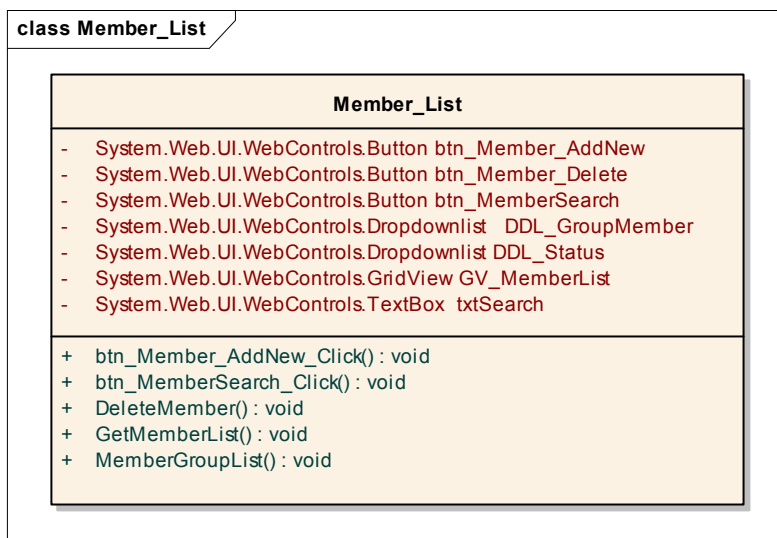 class Member_List
Member_List
- System.Web.UI.WebControls.Button btn_Member_AddNew
- System.Web.UI.WebControls.Button btn_Member_Delete
- System.Web.UI.WebControls.Button btn_MemberSearch
- System.Web.UI.WebControls.Dropdownlist DDL_GroupMember
- System.Web.UI.WebControls.Dropdownlist DDL_Status
- System.Web.UI.WebControls.GridView GV_MemberList
- System.Web.UI.WebControls.TextBox txtSearch
+ btn_Member_AddNew_Click() : void
+ btn_MemberSearch_Click() : void
+ DeleteMember() : void
+ GetMemberList() : void
+ MemberGroupList() : void